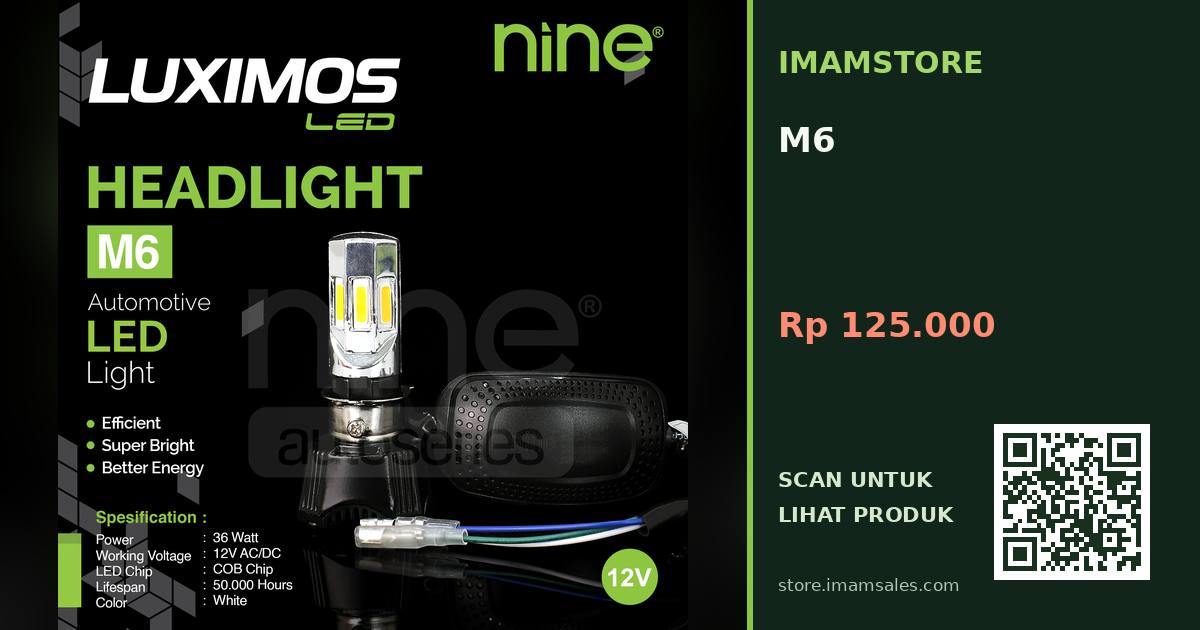 LUXIMOS
LED
nine®
HEADLIGHT
M6
Automotive
LED
Light
• Efficient
• Super Bright
• Better Energy
nine®
autoseries
Spesification :
Power : 36 Watt
Working Voltage : 12V AC/DC
LED Chip : COB Chip
Lifespan : 50.000 Hours
Color : White
12V
IMAMSTORE
M6
Rp 125.000
SCAN UNTUK
LIHAT PRODUK
store.imamsales.com